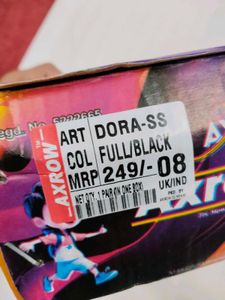 egd. No. 5222665
AXROW
ART DORA-SS
COL FULL/BLACK
MRP 249/- 08
UK/IND
NET QTY. 1 PAIR (IN ONE BOX)
Axrow